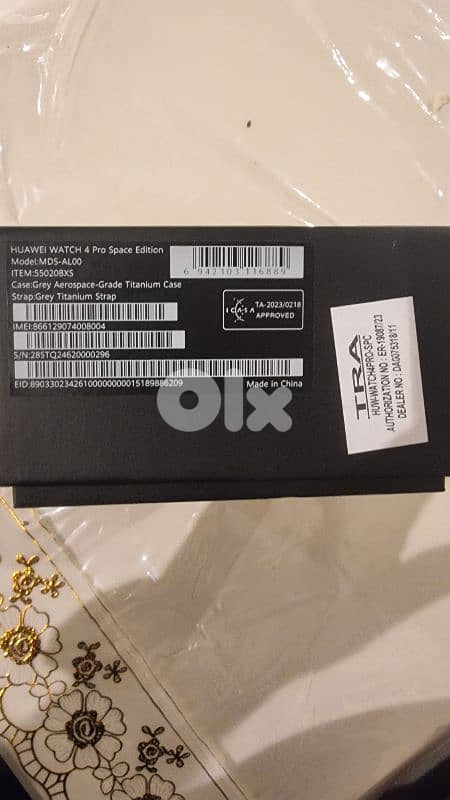 HUAWEI WATCH 4 Pro Space Edition
Model:MDS-AL00
ITEM:55020BXS
Case:Grey Aerospace-Grade Titanium Case
Strap:Grey Titanium Strap
6 942103 116889
IMEI:866129074008004
S/N:285TQ24620000296
EID:89033023426100000000015189886209
Made in China
ICASA
TA-2023/0218
APPROVED
TRA
HUW-WATCH4PRO-SPC
AUTHORIZATION NO : ER-19087/23
DEALER NO : DA0075318/11
OLX